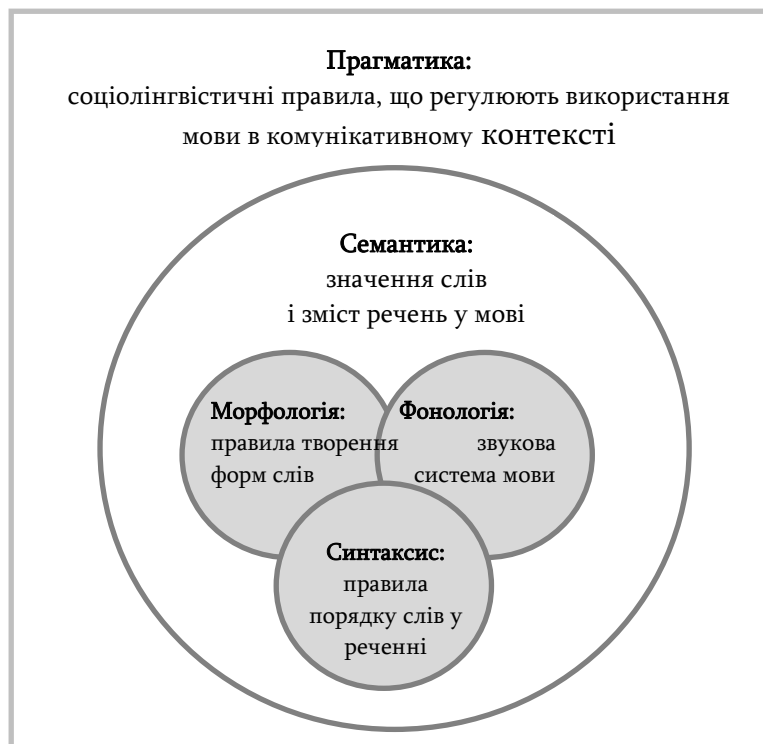 Прагматика:
соціолінгвістичні правила, що регулюють використання
мови в комунікативному контексті
Семантика:
значення слів
і зміст речень у мові
Морфологія:
правила творення
форм слів
Фонологія:
звукова
система мови
Синтаксис:
правила
порядку слів у
реченні